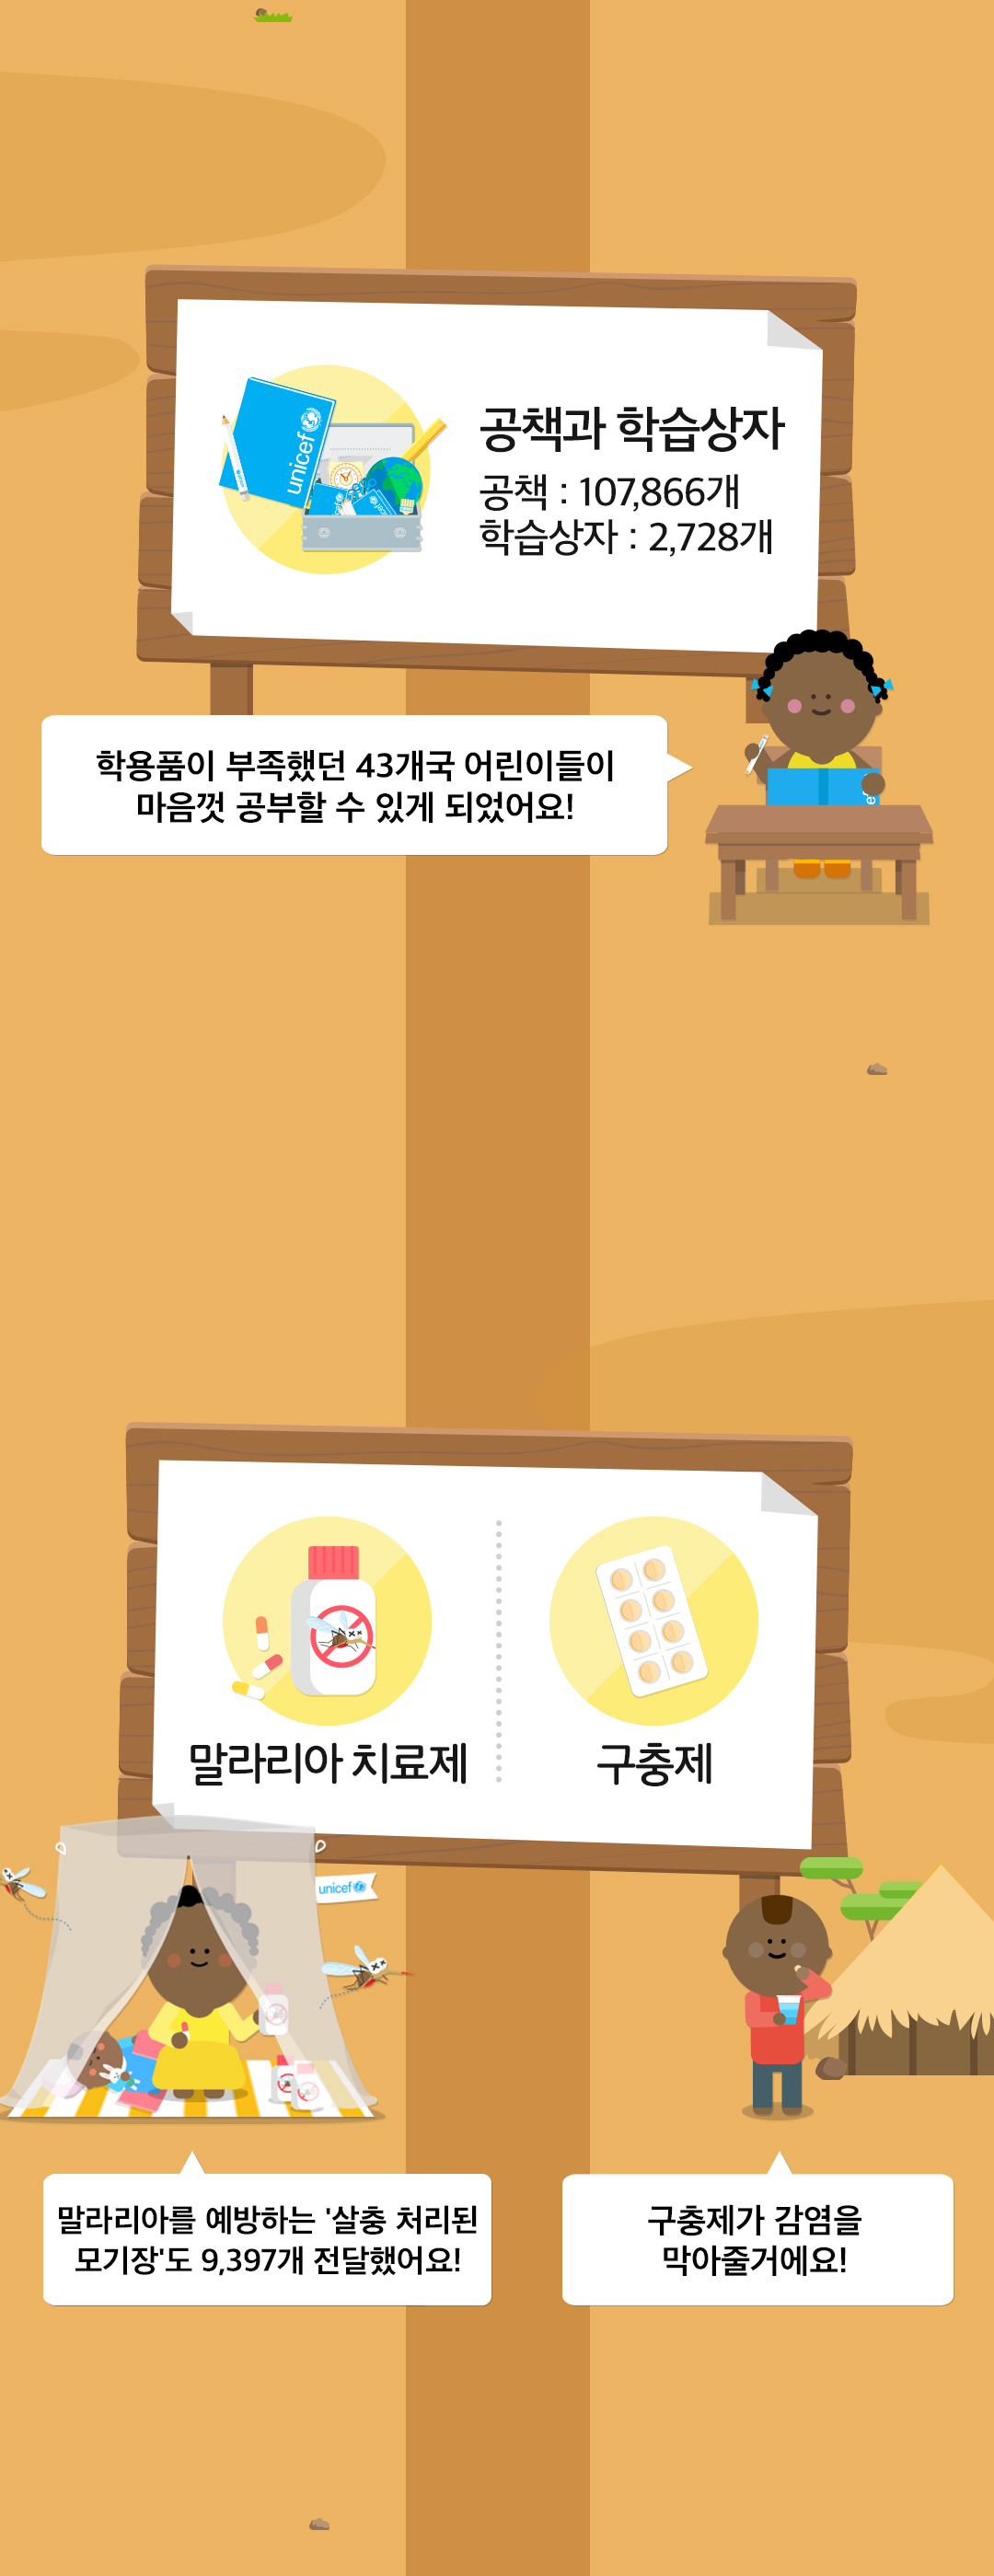 unicef
unicef
공책과 학습상자
공책 : 107,866개
학습상자 : 2,728개
학용품이 부족했던 43개국 어린이들이
마음껏 공부할 수 있게 되었어요!
말라리아 치료제
구충제
unicef
말라리아를 예방하는 '살충 처리된
모기장'도 9,397개 전달했어요!
구충제가 감염을
막아줄거에요!